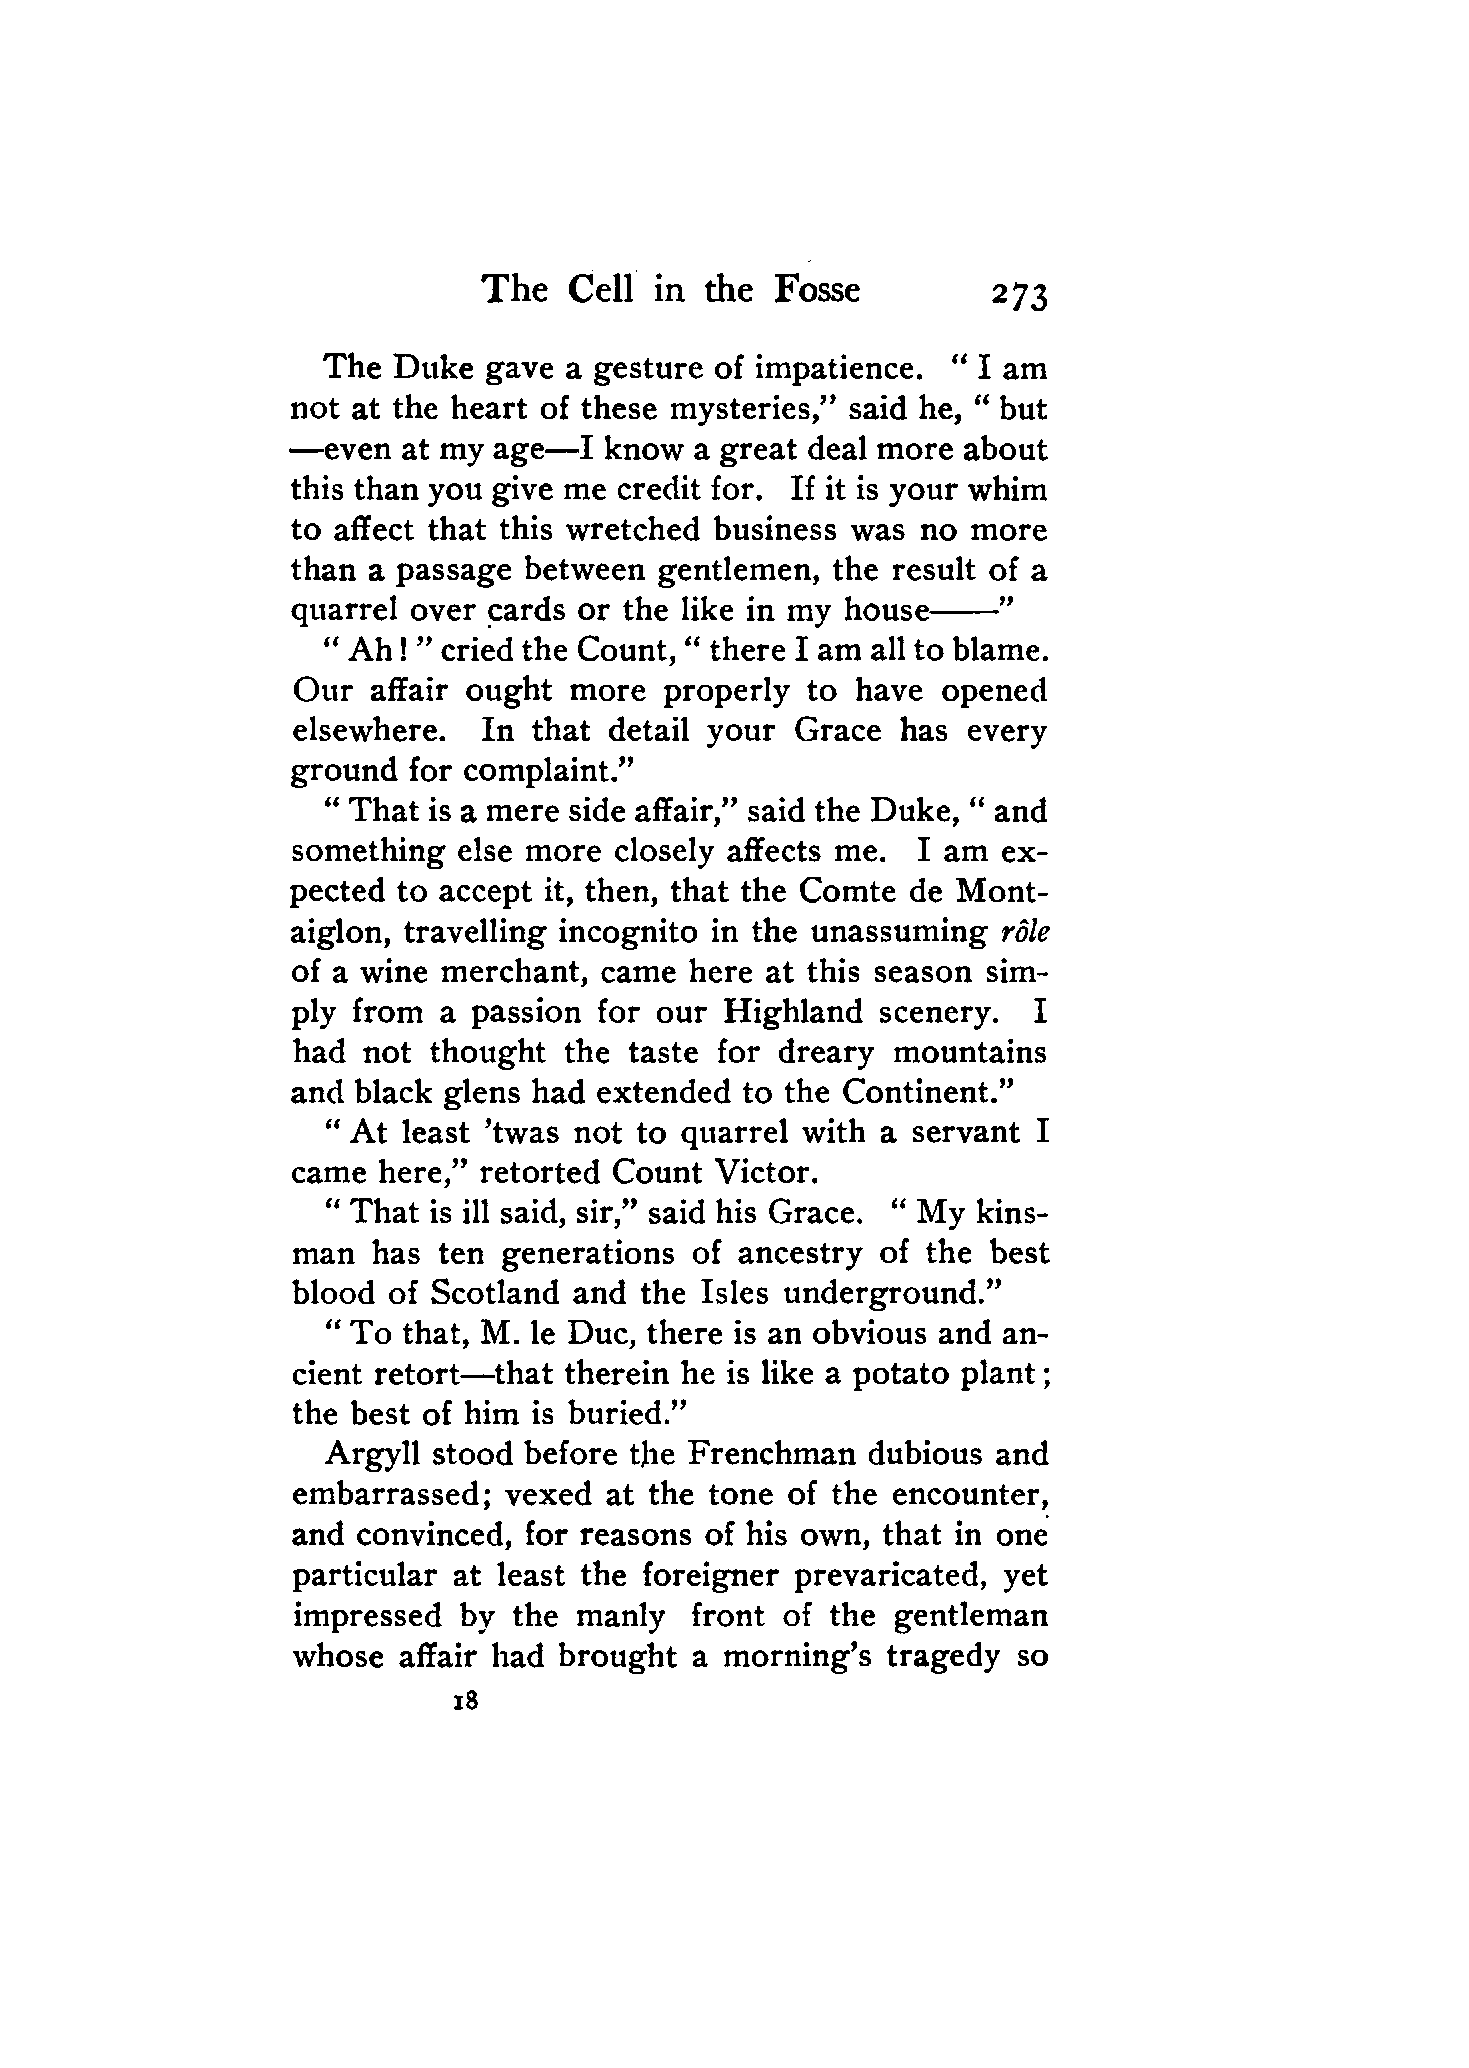 The Cell in the Fosse 273
The Duke gave a gesture of impatience. “ I am
not at the heart of these mysteries,” said he, “ but
—even at my age—I know a great deal more about
this than you give me credit for. If it is your whim
to affect that this wretched business was no more
than a passage between gentlemen, the result of a
quarrel over cards or the like in my house——”
“ Ah ! ” cried the Count, “ there I am all to blame.
Our affair ought more properly to have opened
elsewhere. In that detail your Grace has every
ground for complaint.”
“ That is a mere side affair,” said the Duke, “ and
something else more closely affects me. I am ex-
pected to accept it, then, that the Comte de Mont-
aiglon, travelling incognito in the unassuming rôle
of a wine merchant, came here at this season sim-
ply from a passion for our Highland scenery. I
had not thought the taste for dreary mountains
and black glens had extended to the Continent.”
“ At least ’twas not to quarrel with a servant I
came here,” retorted Count Victor.
“ That is ill said, sir,” said his Grace. “ My kins-
man has ten generations of ancestry of the best
blood of Scotland and the Isles underground.”
“ To that, M. le Duc, there is an obvious and an-
cient retort—that therein he is like a potato plant ;
the best of him is buried.”
Argyll stood before the Frenchman dubious and
embarrassed; vexed at the tone of the encounter,
and convinced, for reasons of his own, that in one
particular at least the foreigner prevaricated, yet
impressed by the manly front of the gentleman
whose affair had brought a morning’s tragedy so
18